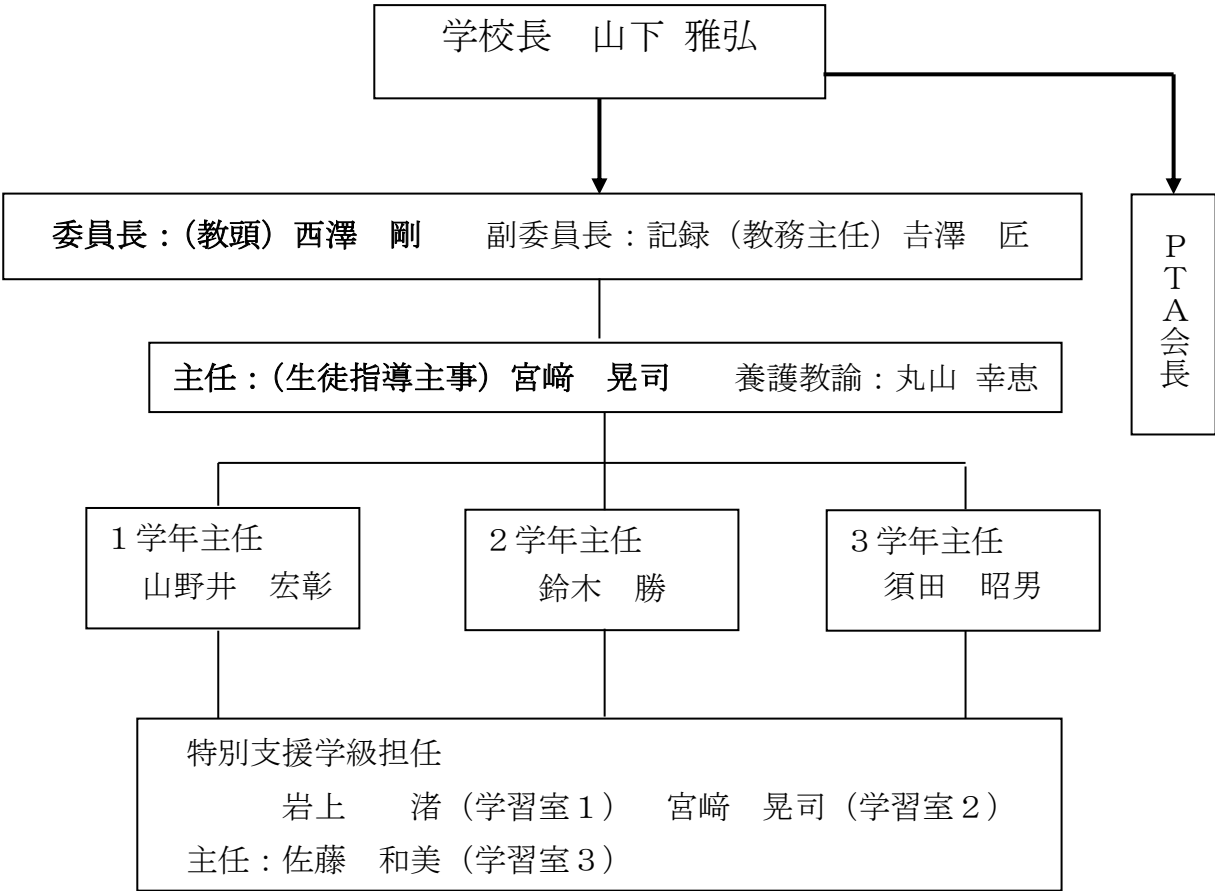 学校長　山下 雅弘
委員長：（教頭）西澤　剛　　副委員長：記録（教務主任）𠮷澤　匠
PTA会長
主任：（生徒指導主事）宮﨑　晃司　　養護教諭：丸山 幸恵
１学年主任
山野井　宏彰
２学年主任
鈴木　勝
３学年主任
須田　昭男
特別支援学級担任
岩上　　渚（学習室１）　宮﨑　晃司（学習室２）
主任：佐藤　和美（学習室３）